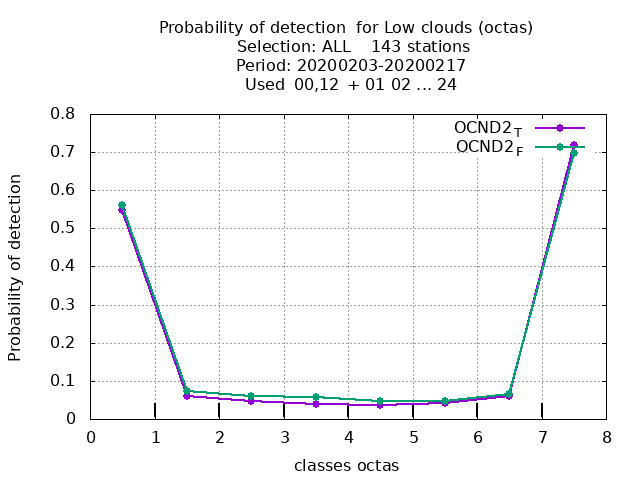 Probability of detection for Low clouds (octas)
Selection: ALL 143 stations
Period: 20200203-20200217
Used 00,12 + 01 02 ... 24
OCND2_T
OCND2_F
Probability of detection
0.8
0.7
0.6
0.5
0.4
0.3
0.2
0.1
0
0 1 2 3 4 5 6 7 8
classes octas